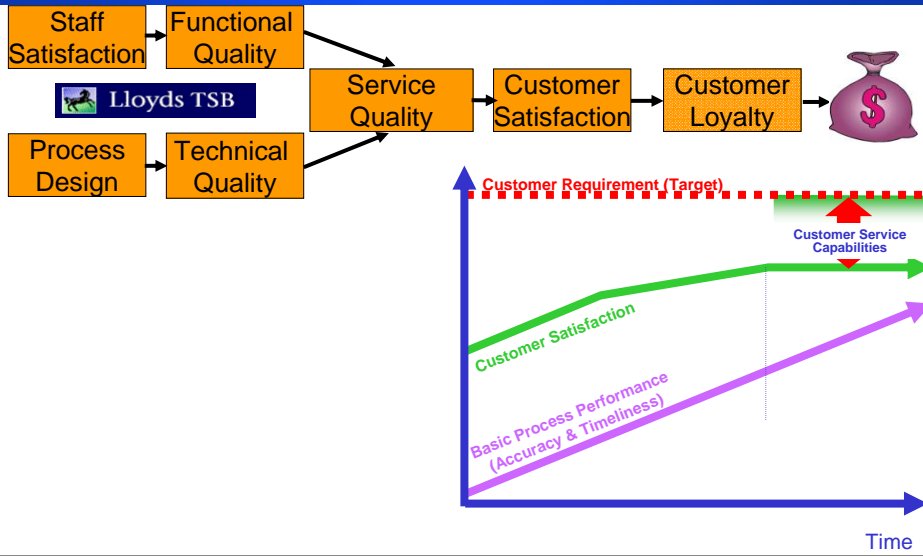 Staff
Satisfaction
Functional
Quality
Lloyds TSB
Service
Quality
Customer
Satisfaction
Customer
Loyalty
$
Process
Design
Technical
Quality
Customer Requirement (Target)
Customer Service
Capabilities
Customer Satisfaction
Basic Process Performance
(Accuracy & Timeliness)
Time